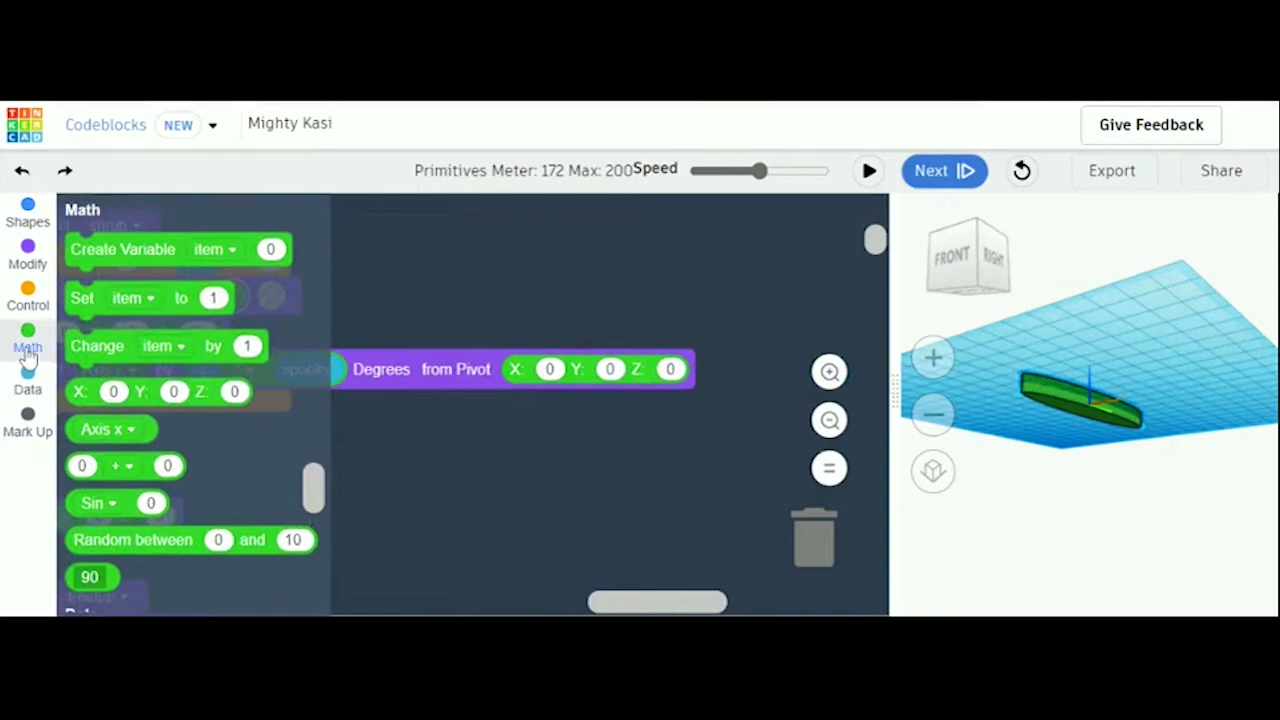 TIN
KER
CAD
Codeblocks NEW
Mighty Kasi
Give Feedback
Primitives Meter: 172 Max: 200
Speed
Next
Export
Share
Shapes
Modify
Control
Math
Data
Mark Up
Math
Create Variable item 0
Set item to 1
Change item by 1
X: 0 Y: 0 Z: 0
Axis x
0 + 0
Sin 0
Random between 0 and 10
90
spooky
Degrees from Pivot X: 0 Y: 0 Z: 0
FRONT
RIGHT